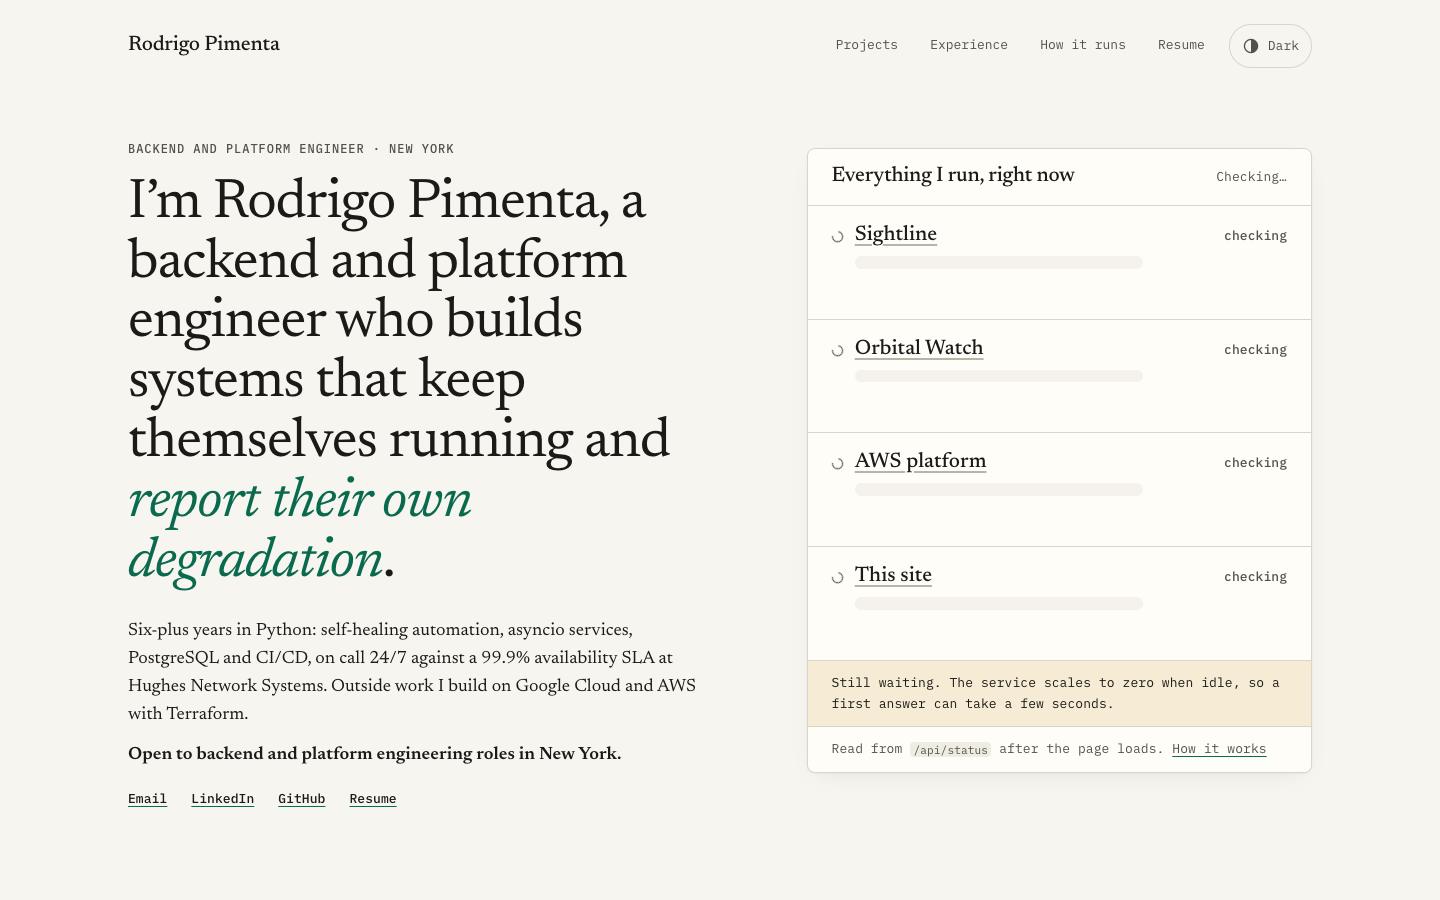 Rodrigo Pimenta
Projects Experience How it runs Resume Dark
BACKEND AND PLATFORM ENGINEER · NEW YORK
I’m Rodrigo Pimenta, a
backend and platform
engineer who builds
systems that keep
themselves running and
report their own
degradation.
Six-plus years in Python: self-healing automation, asyncio services,
PostgreSQL and CI/CD, on call 24/7 against a 99.9% availability SLA at
Hughes Network Systems. Outside work I build on Google Cloud and AWS
with Terraform.
Open to backend and platform engineering roles in New York.
Email LinkedIn GitHub Resume
Everything I run, right now Checking…
Sightline checking
Orbital Watch checking
AWS platform checking
This site checking
Still waiting. The service scales to zero when idle, so a
first answer can take a few seconds.
Read from /api/status after the page loads. How it works